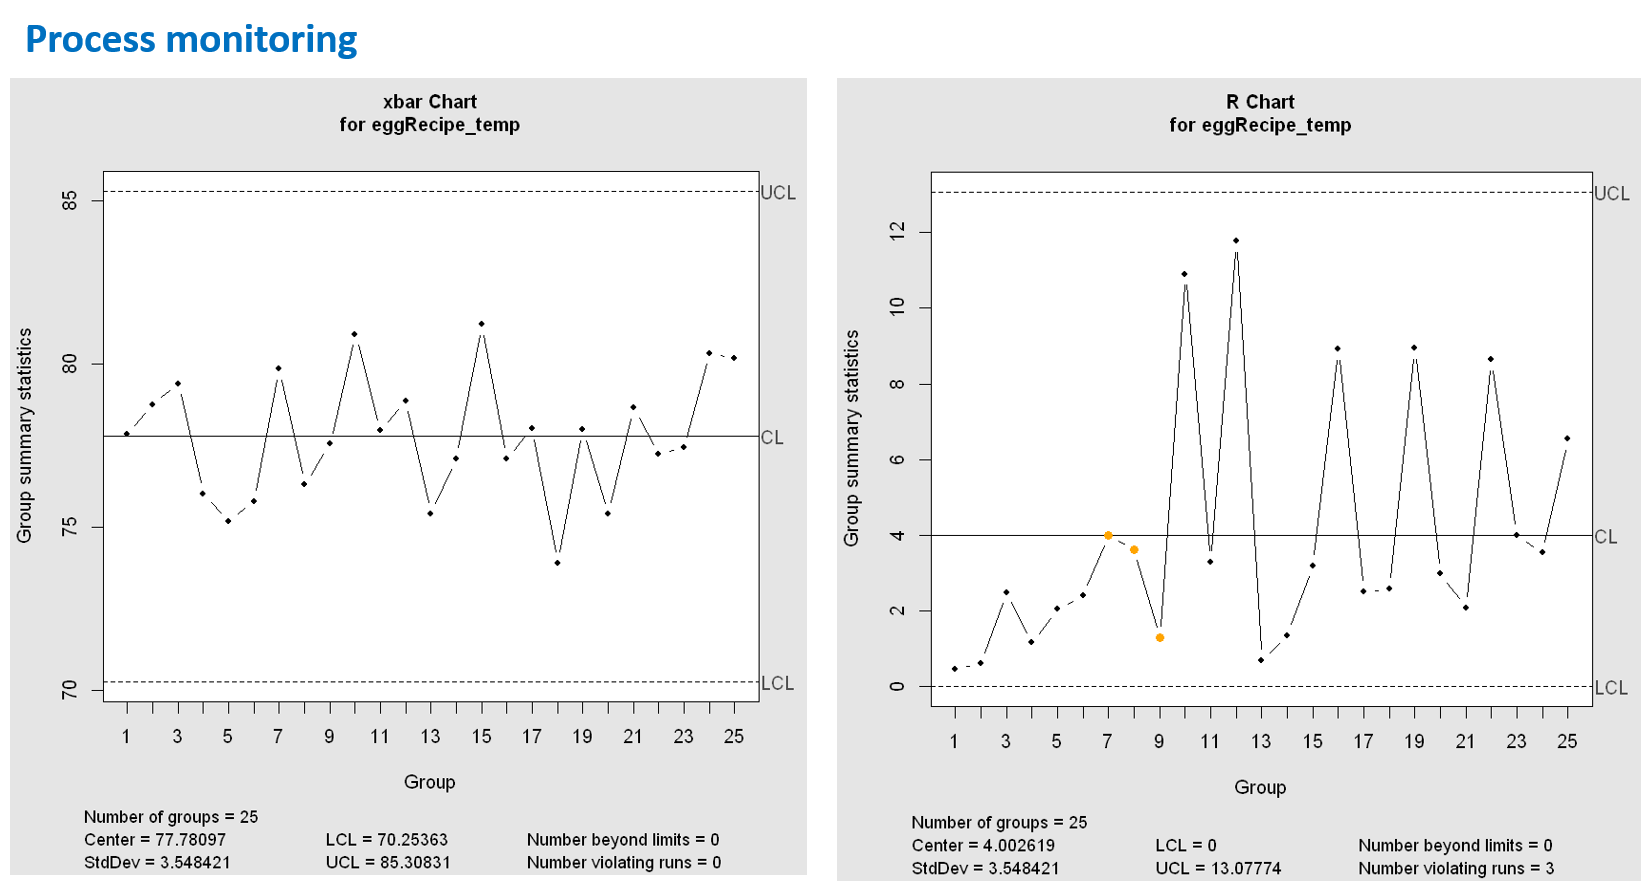 Process monitoring
xbar Chart
for eggRecipe_temp
UCL
85
80
CL
75
70
LCL
Group summary statistics
1 3 5 7 9 11 13 15 17 19 21 23 25
Group
Number of groups = 25
Center = 77.78097 LCL = 70.25363 Number beyond limits = 0
StdDev = 3.548421 UCL = 85.30831 Number violating runs = 0
R Chart
for eggRecipe_temp
UCL
12
10
8
6
4
CL
2
0
LCL
Group summary statistics
1 3 5 7 9 11 13 15 17 19 21 23 25
Group
Number of groups = 25
Center = 4.002619 LCL = 0 Number beyond limits = 0
StdDev = 3.548421 UCL = 13.07774 Number violating runs = 3